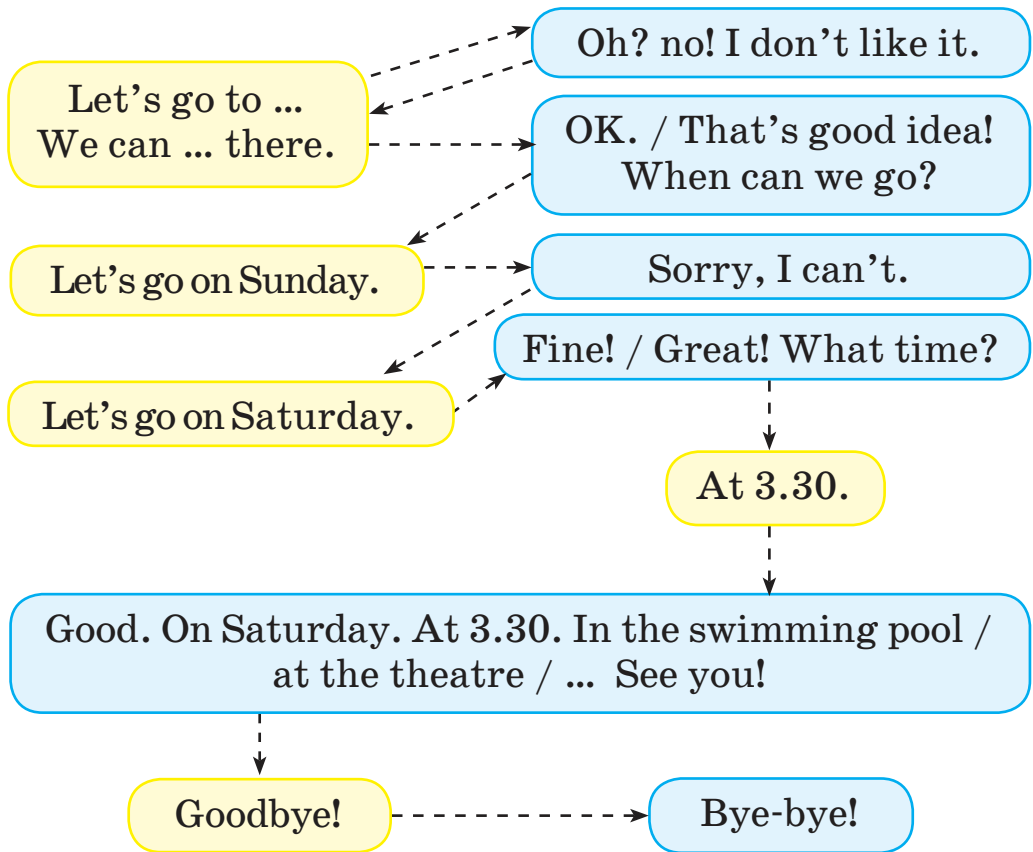 Oh? no! I don't like it.
Let's go to ...
We can ... there.
OK. / That's good idea!
When can we go?
Let's go on Sunday.
Sorry, I can't.
Fine! / Great! What time?
Let's go on Saturday.
At 3.30.
Good. On Saturday. At 3.30. In the swimming pool /
at the theatre / ... See you!
Goodbye!
Bye-bye!